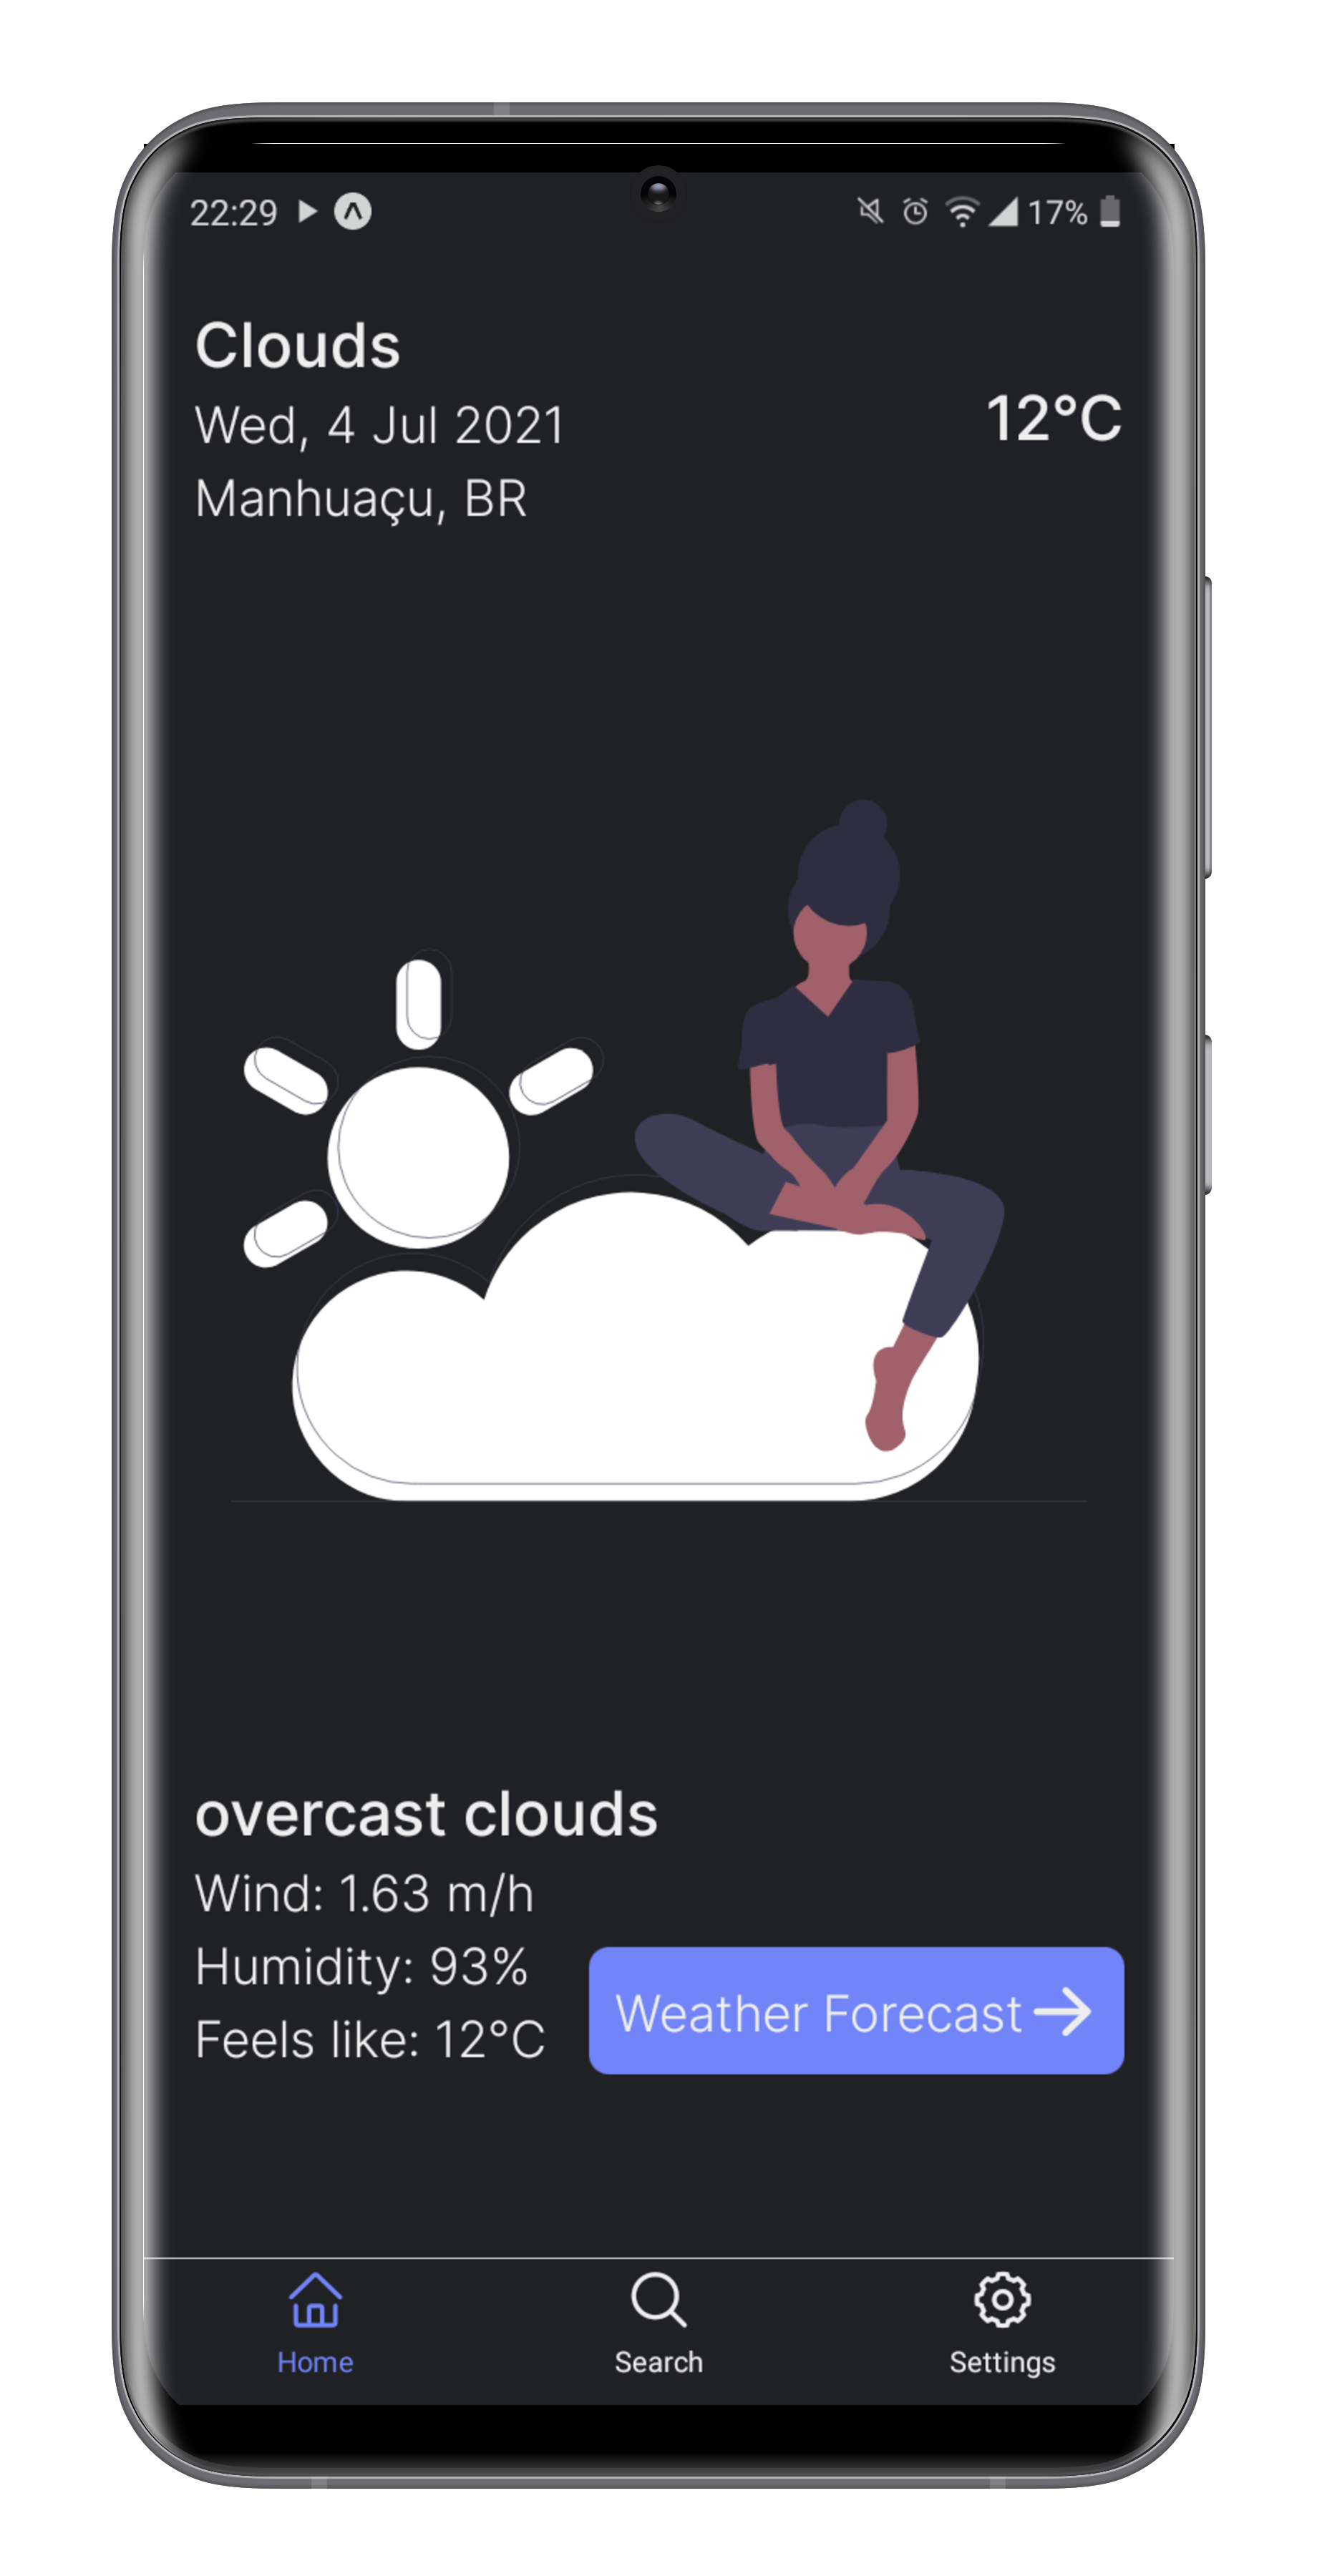 22:29 17%
Clouds
Wed, 4 Jul 2021
12°C
Manhuaçu, BR
overcast clouds
Wind: 1.63 m/h
Humidity: 93%
Feels like: 12°C
Weather Forecast
Home Search Settings